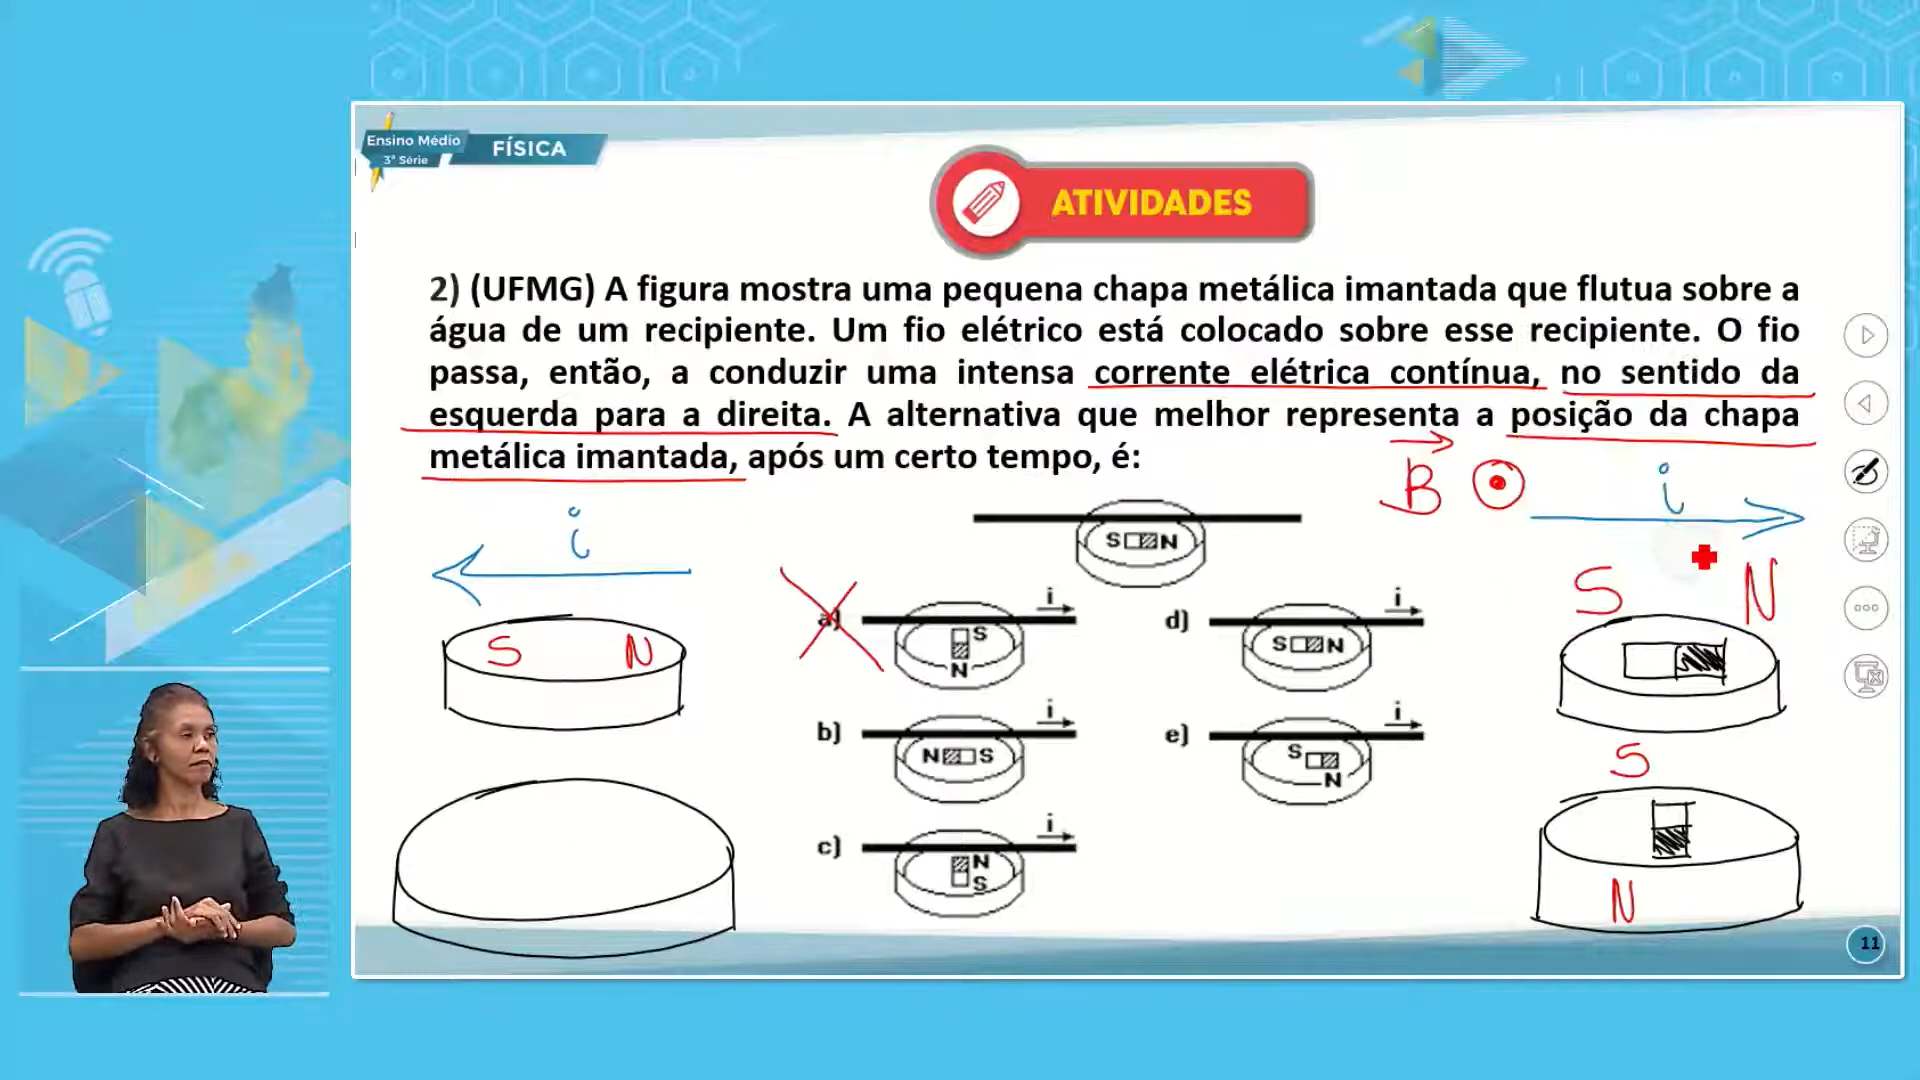 Ensino Médio
3ª Série
FÍSICA
ATIVIDADES
2) (UFMG) A figura mostra uma pequena chapa metálica imantada que flutua sobre a
água de um recipiente. Um fio elétrico está colocado sobre esse recipiente. O fio
passa, então, a conduzir uma intensa corrente elétrica contínua, no sentido da
esquerda para a direita. A alternativa que melhor representa a posição da chapa
metálica imantada, após um certo tempo, é:
B
i
i
S N
S N
S N
a) i
S
N
d) i
S N
b) i
N S
e) i
S
N
c) i
N
S
S
N
11